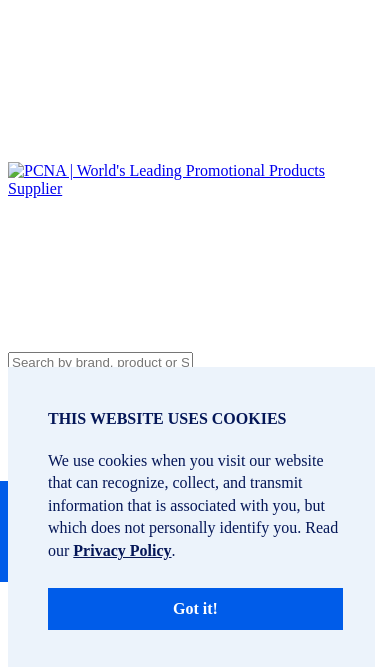 PCNA | World's Leading Promotional Products
Supplier
Search by brand, product or S
THIS WEBSITE USES COOKIES
We use cookies when you visit our website
that can recognize, collect, and transmit
information that is associated with you, but
which does not personally identify you. Read
our Privacy Policy.
Got it!